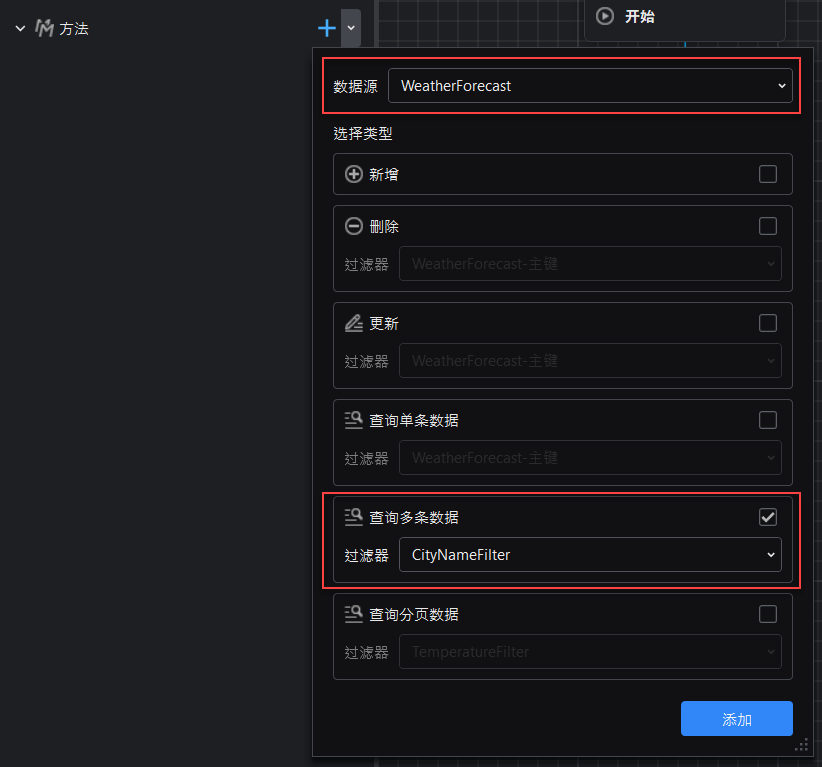 方法
开始
数据源 WeatherForecast
选择类型
新增
删除
过滤器 WeatherForecast-主键
更新
过滤器 WeatherForecast-主键
查询单条数据
过滤器 WeatherForecast-主键
查询多条数据
过滤器 CityNameFilter
查询分页数据
过滤器 TemperatureFilter
添加